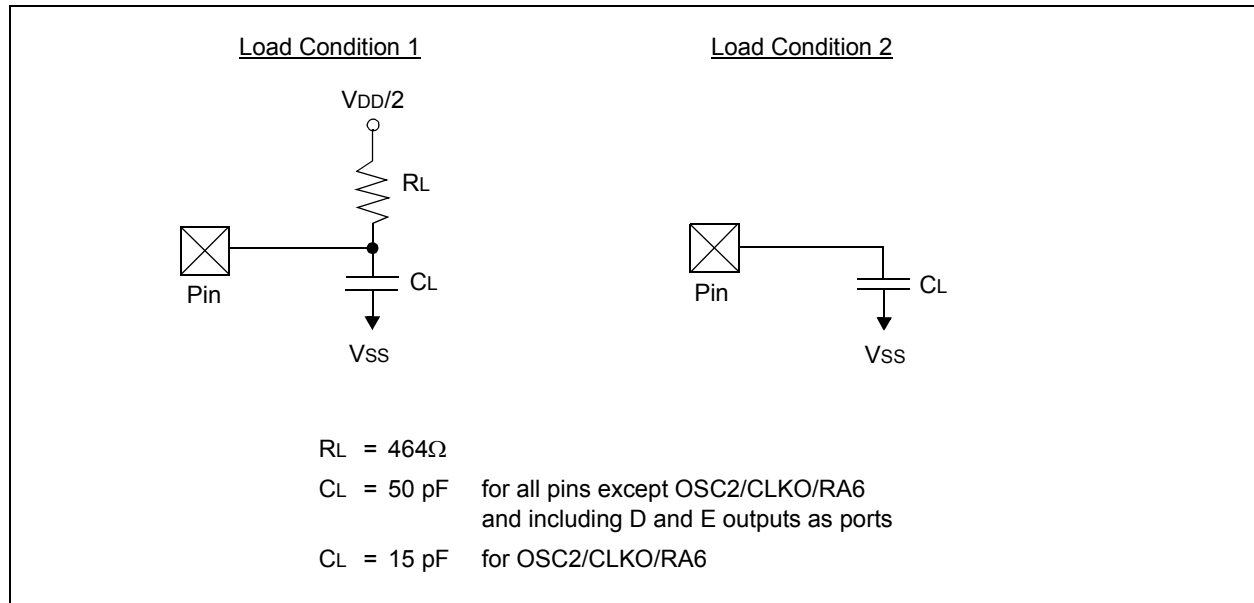 Load Condition 1
Load Condition 2
VDD/2
RL
Pin
CL
VSS
Pin
CL
VSS
RL = 464Ω
CL = 50 pF for all pins except OSC2/CLKO/RA6
and including D and E outputs as ports
CL = 15 pF for OSC2/CLKO/RA6